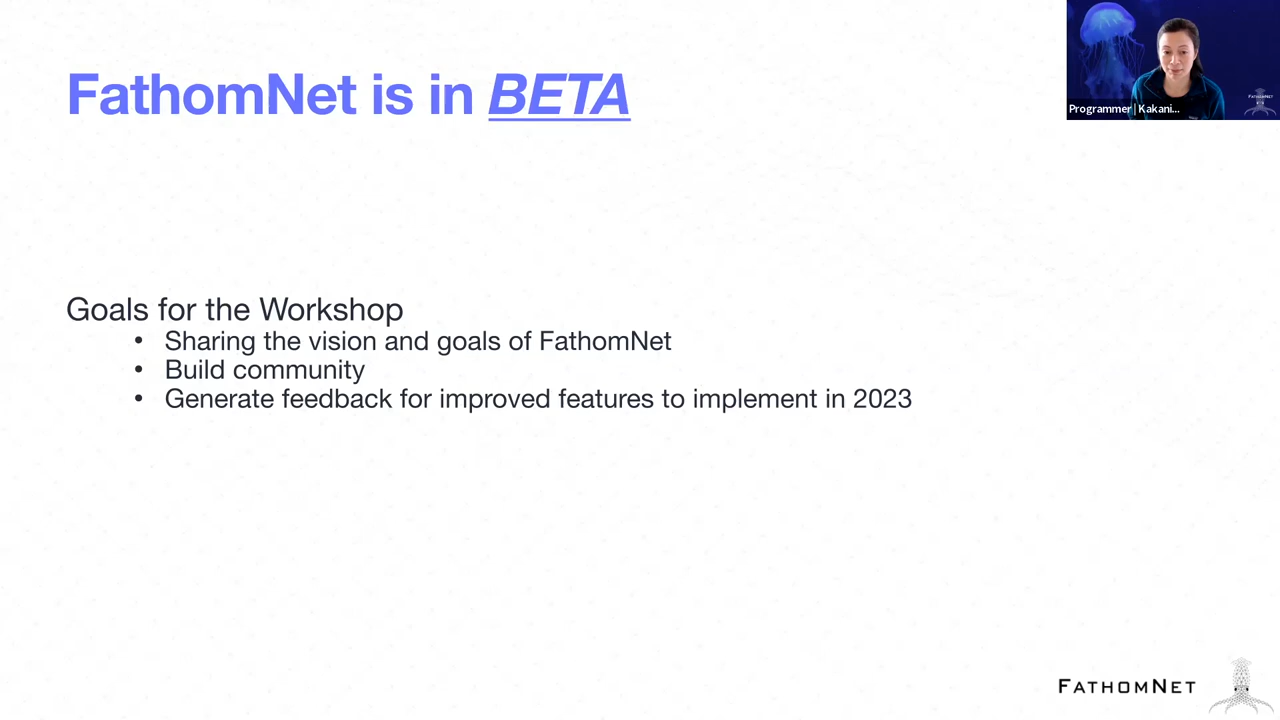 FathomNet is in BETA
Programmer | Kakani...
FATHOMNET
Goals for the Workshop
• Sharing the vision and goals of FathomNet
• Build community
• Generate feedback for improved features to implement in 2023
FATHOMNET